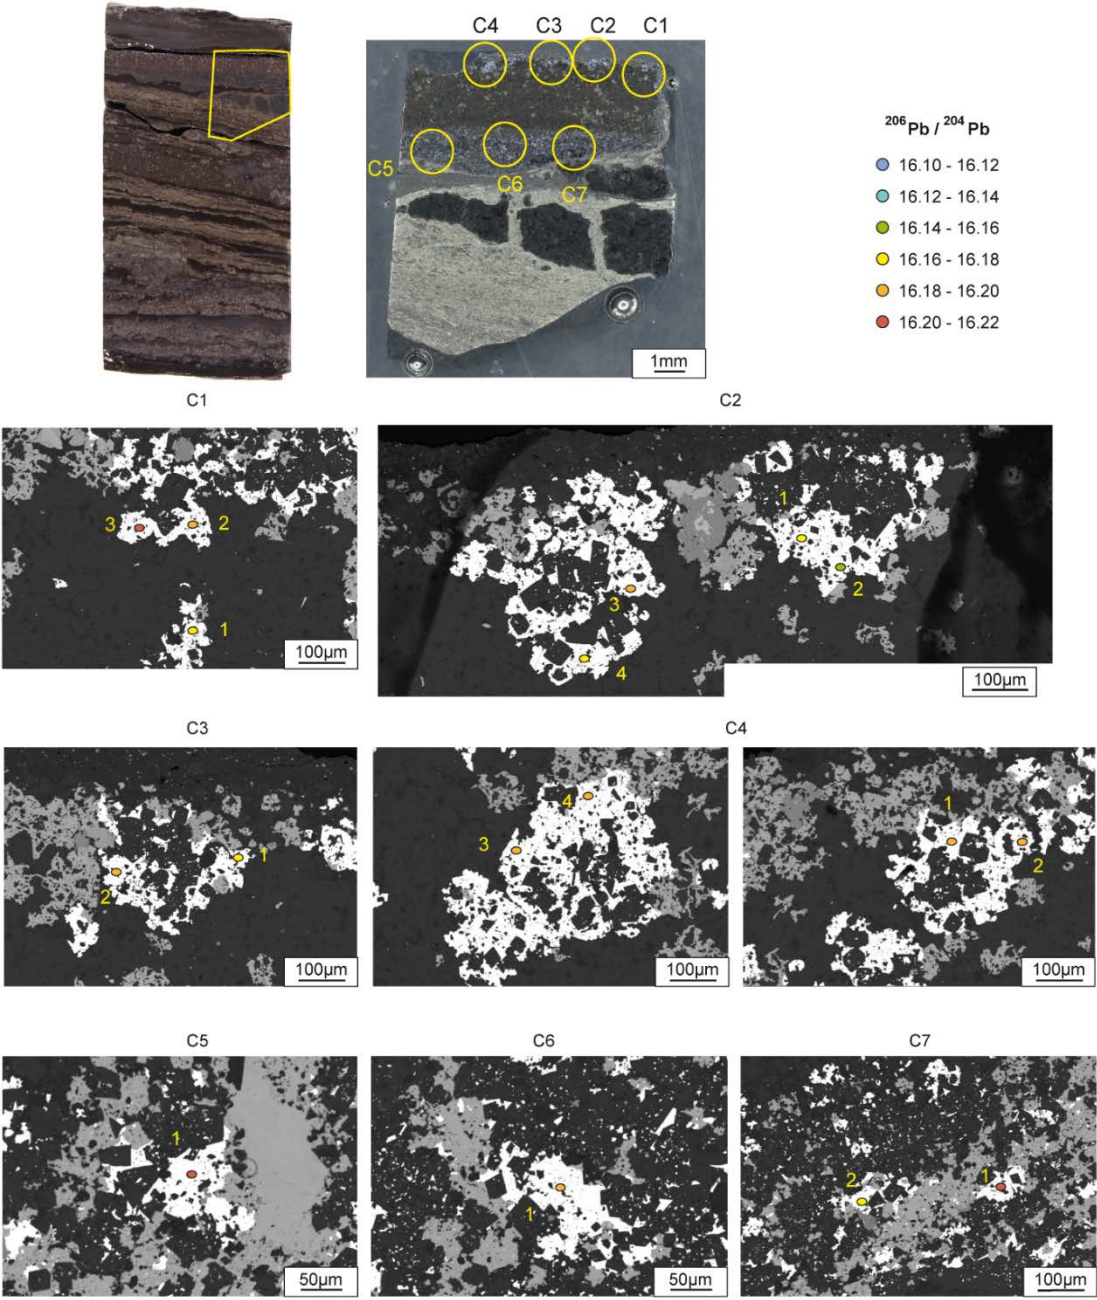 C4 C3 C2 C1
C5
C6
C7
1mm
²⁰⁶Pb / ²⁰⁴Pb
16.10 - 16.12
16.12 - 16.14
16.14 - 16.16
16.16 - 16.18
16.18 - 16.20
16.20 - 16.22
C1
3
2
1
100µm
C2
1
2
3
4
100µm
C3
1
2
100µm
C4
4
3
100µm
1
2
100µm
C5
1
50µm
C6
1
50µm
C7
2
1
100µm